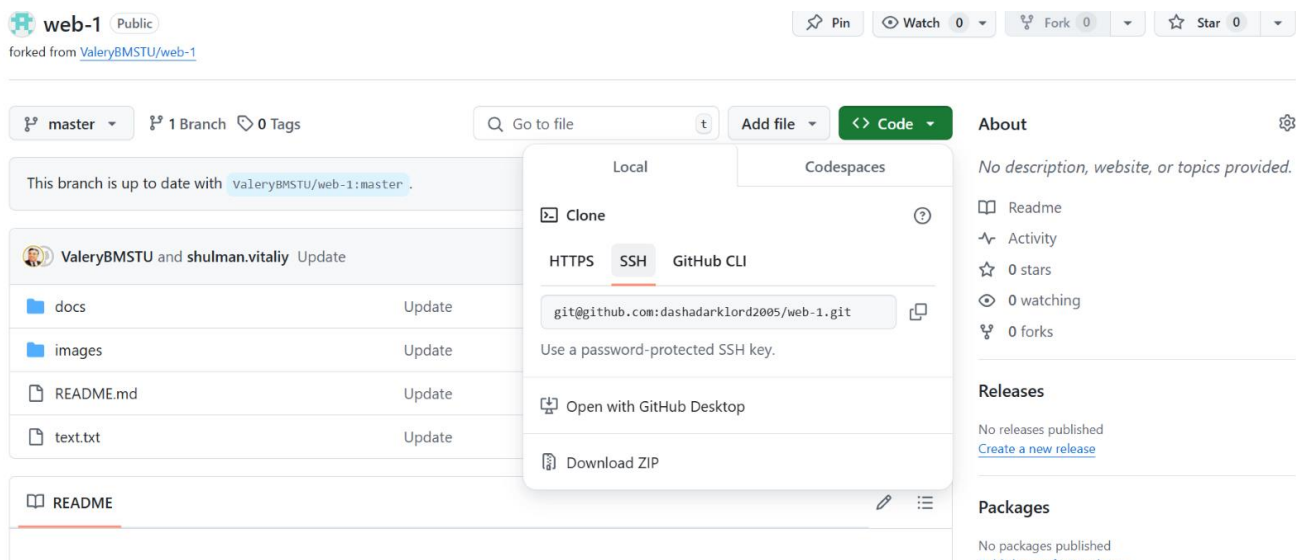 web-1 Public
Pin
Watch 0
Fork 0
Star 0
forked from ValeryBMSTU/web-1
master
1 Branch
0 Tags
Go to file
t
Add file
Code
This branch is up to date with ValeryBMSTU/web-1:master .
ValeryBMSTU and shulman.vitaliy Update
docs Update
images Update
README.md Update
text.txt Update
README
Local
Codespaces
Clone
HTTPS
SSH
GitHub CLI
git@github.com:dashadarklord2005/web-1.git
Use a password-protected SSH key.
Open with GitHub Desktop
Download ZIP
About
No description, website, or topics provided.
Readme
Activity
0 stars
0 watching
0 forks
Releases
No releases published
Create a new release
Packages
No packages published